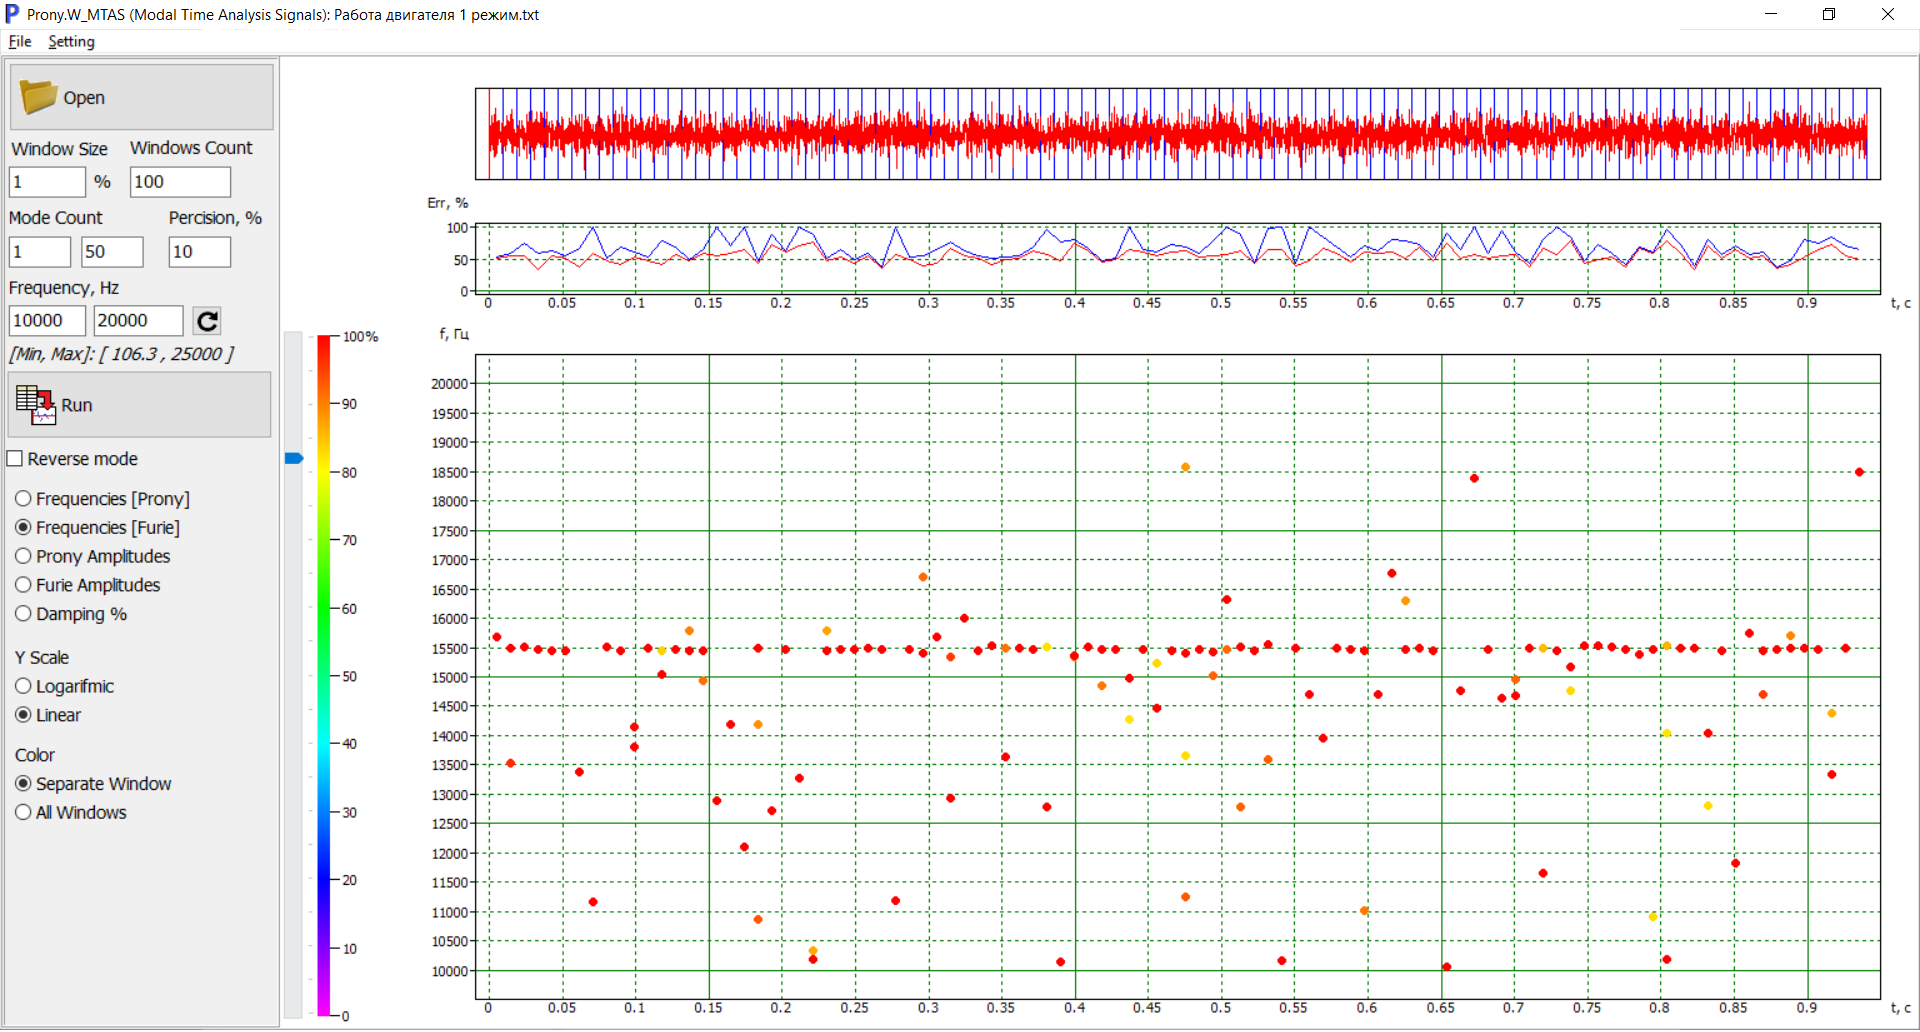 Prony.W_MTAS (Modal Time Analysis Signals): Работа двигателя 1 режим.txt
File Setting
Open
Window Size Windows Count
1 % 100
Mode Count Percision, %
1 50 10
Frequency, Hz
10000 20000
[Min, Max]: [ 106.3 , 25000 ]
Run
Reverse mode
Frequencies [Prony]
Frequencies [Furie]
Prony Amplitudes
Furie Amplitudes
Damping %
Y Scale
Logarifmic
Linear
Color
Separate Window
All Windows
100%
90
80
70
60
50
40
30
20
10
0
Err, %
100
50
0
0 0.05 0.1 0.15 0.2 0.25 0.3 0.35 0.4 0.45 0.5 0.55 0.6 0.65 0.7 0.75 0.8 0.85 0.9 t, c
f, Гц
20000
19500
19000
18500
18000
17500
17000
16500
16000
15500
15000
14500
14000
13500
13000
12500
12000
11500
11000
10500
10000
0 0.05 0.1 0.15 0.2 0.25 0.3 0.35 0.4 0.45 0.5 0.55 0.6 0.65 0.7 0.75 0.8 0.85 0.9 t, c